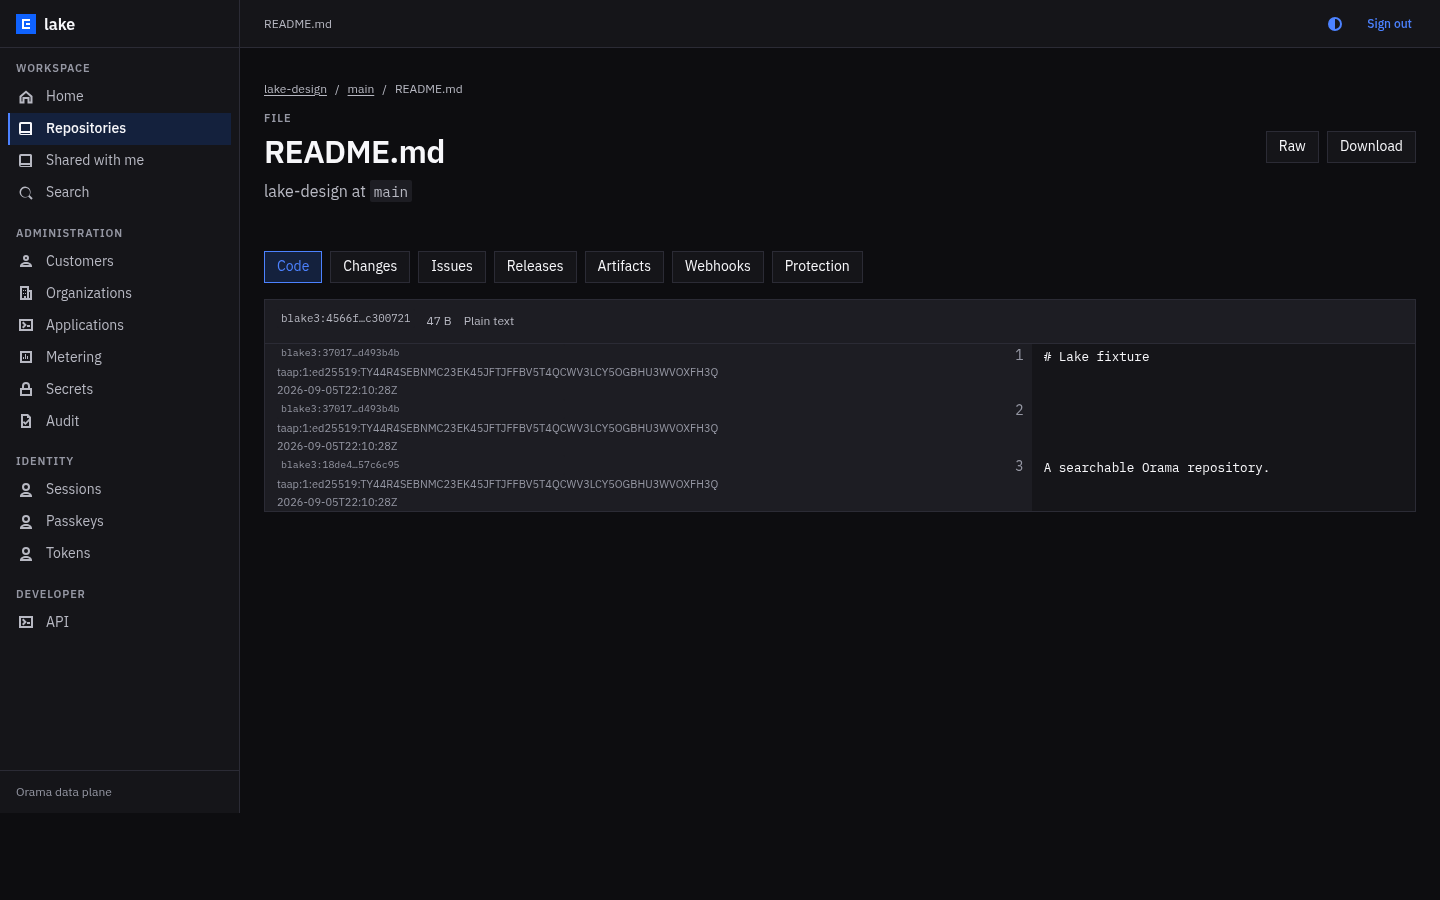 lake
README.md
Sign out
WORKSPACE
Home
Repositories
Shared with me
Search
ADMINISTRATION
Customers
Organizations
Applications
Metering
Secrets
Audit
IDENTITY
Sessions
Passkeys
Tokens
DEVELOPER
API
Orama data plane
lake-design / main / README.md
FILE
README.md
Raw
Download
lake-design at main
Code
Changes
Issues
Releases
Artifacts
Webhooks
Protection
blake3:4566f…c300721 47 B Plain text
blake3:37017…d493b4b 1 # Lake fixture
taap:1:ed25519:TY44R4SEBNMC23EK45JFTJFFBV5T4QCWV3LCY5OGBHU3WVOXFH3Q
2026-09-05T22:10:28Z
blake3:37017…d493b4b 2
taap:1:ed25519:TY44R4SEBNMC23EK45JFTJFFBV5T4QCWV3LCY5OGBHU3WVOXFH3Q
2026-09-05T22:10:28Z
blake3:18de4…57c6c95 3 A searchable Orama repository.
taap:1:ed25519:TY44R4SEBNMC23EK45JFTJFFBV5T4QCWV3LCY5OGBHU3WVOXFH3Q
2026-09-05T22:10:28Z